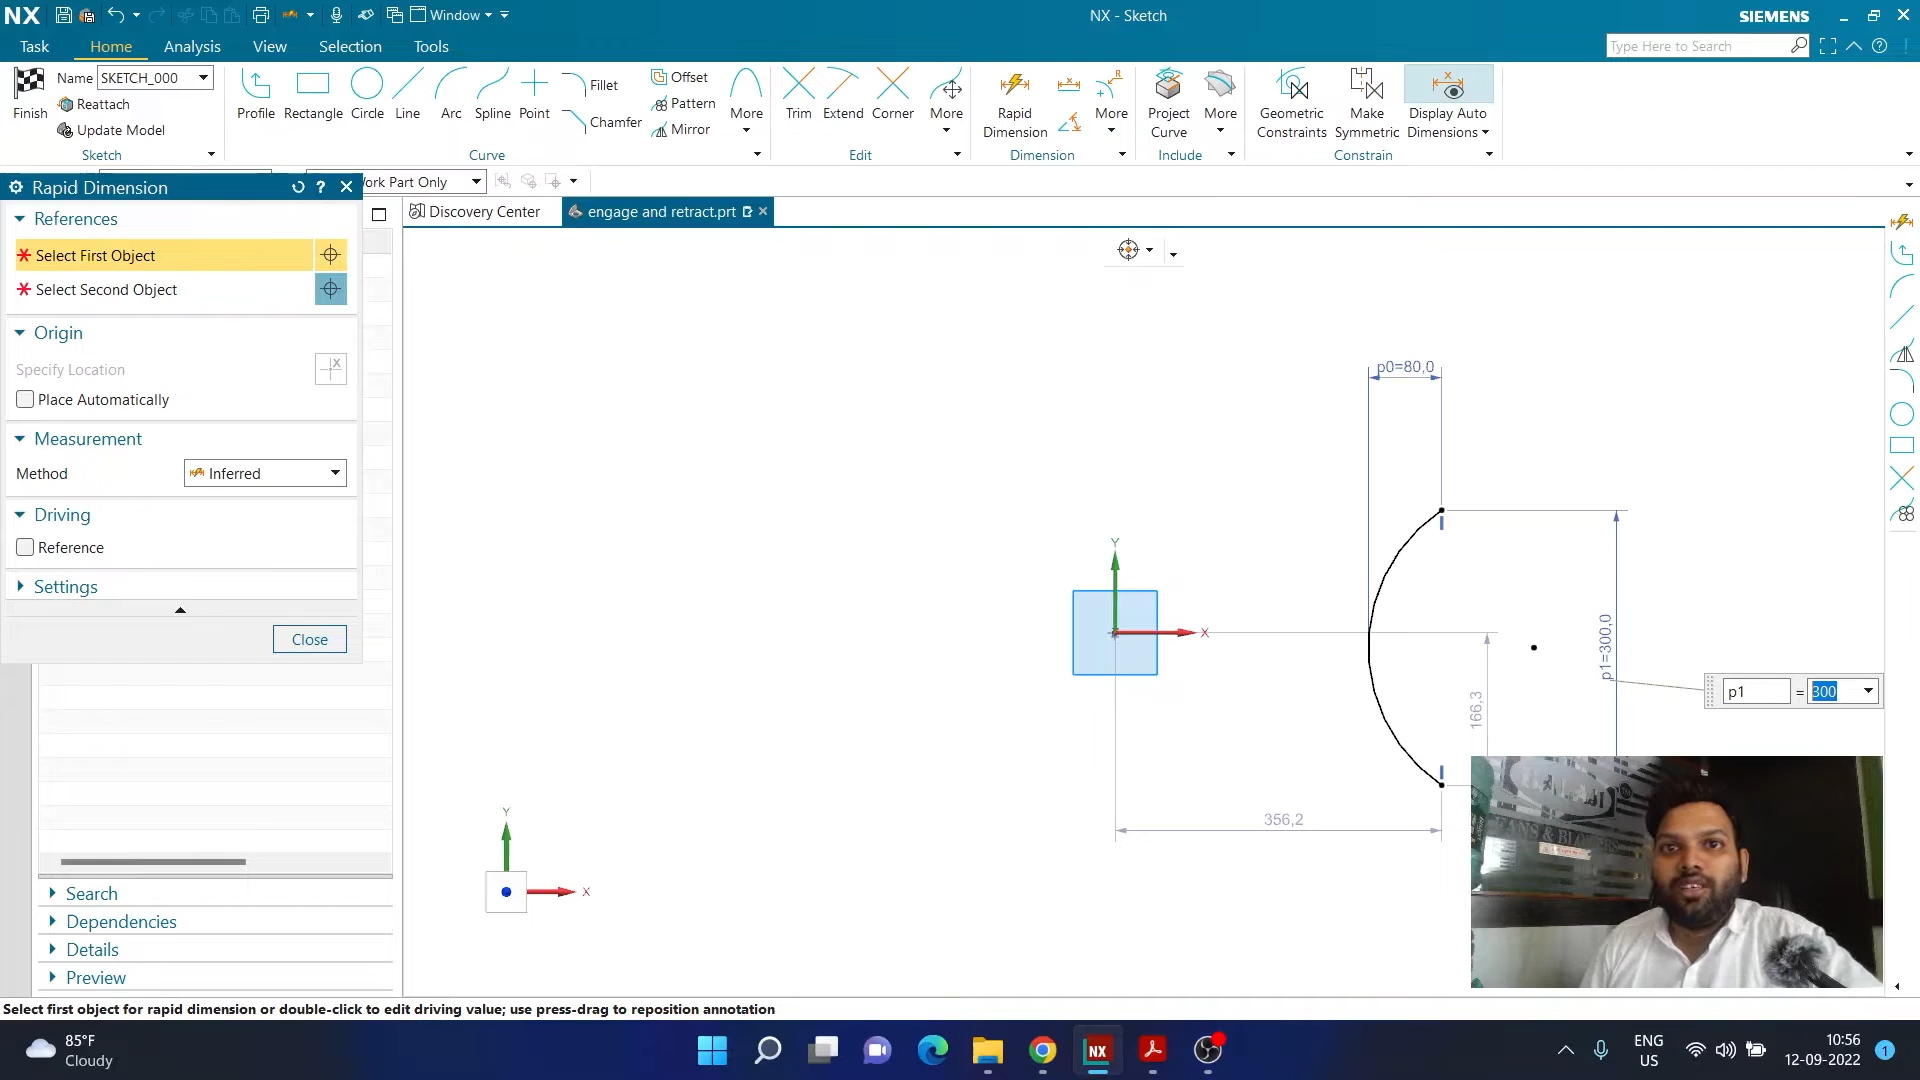 NX
Window
NX - Sketch
SIEMENS
Task
Home
Analysis
View
Selection
Tools
Type Here to Search
Finish
Name SKETCH_000
Reattach
Update Model
Sketch
Profile
Rectangle
Circle
Line
Arc
Spline
Point
Fillet
Chamfer
Offset
Pattern
Mirror
More
Curve
Trim
Extend
Corner
More
Edit
Rapid
Dimension
More
Dimension
Project
Curve
More
Include
Geometric
Constraints
Make
Symmetric
Display Auto
Dimensions
Constrain
Rapid Dimension
ork Part Only
References
Select First Object
Select Second Object
Origin
Specify Location
Place Automatically
Measurement
Method
Inferred
Driving
Reference
Settings
Close
Discovery Center
engage and retract.prt
p0=80,0
Y
X
p1=300,0
166,3
p1 = 300
356,2
Y
X
Search
Dependencies
Details
Preview
Select first object for rapid dimension or double-click to edit driving value; use press-drag to reposition annotation
85°F
Cloudy
NX
ENG
US
10:56
12-09-2022
1